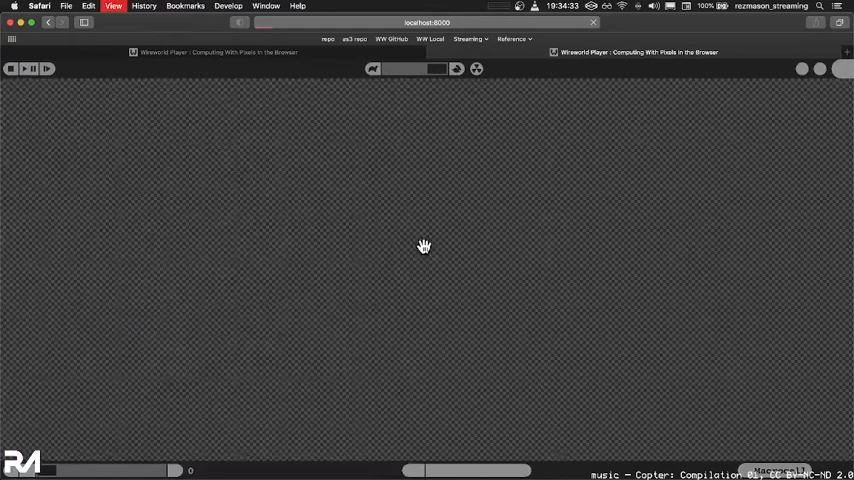 Safari File Edit View History Bookmarks Develop Window Help 19:34:33 100% rezmason_streaming
localhost:8000
repo as3 repo WW GitHub WW Local Streaming Reference
Wireworld Player : Computing With Pixels in the Browser
Wireworld Player : Computing With Pixels in the Browser
0
music – Copter: Compilation 01, CC BY-NC-ND 2.0